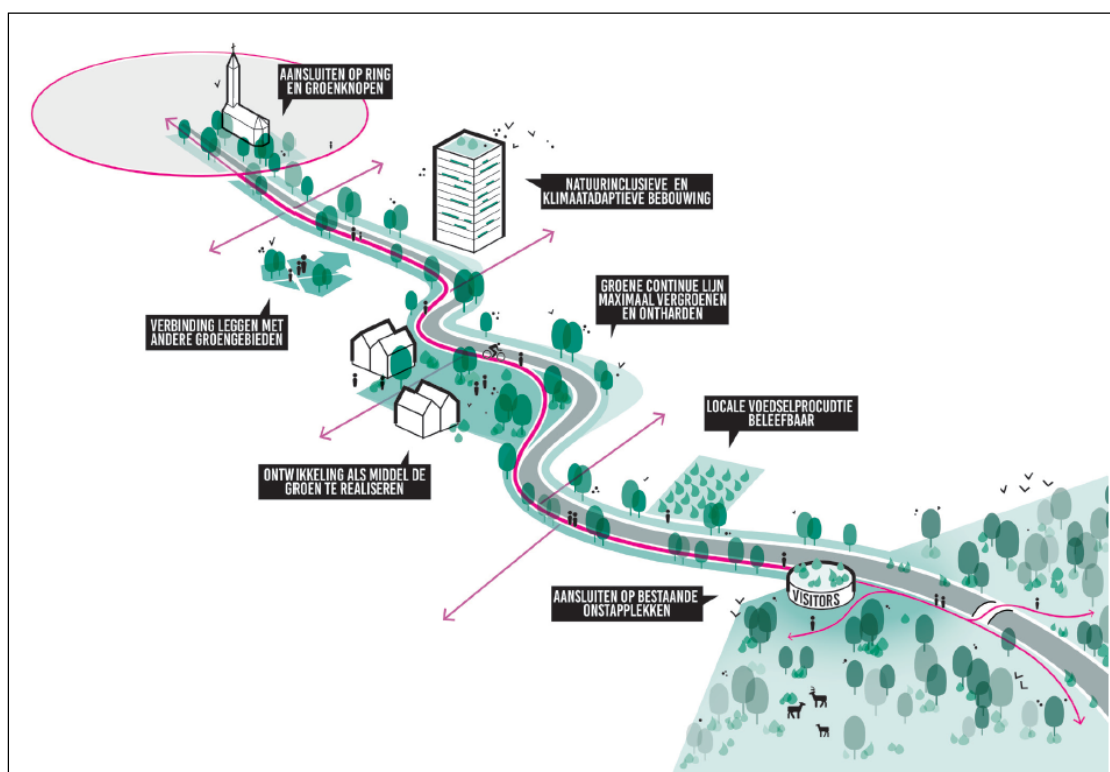 AANSLUITEN OP RING
EN GROENKNOPEN
NATUURINCLUSIEVE EN
KLIMAATADAPTIEVE BEBOUWING
GROENE CONTINUE LIJN
MAXIMAAL VERGROENEN
EN ONTHARDEN
VERBINDING LEGGEN MET
ANDERE GROENGEBIEDEN
LOCALE VOEDSELPROCUDTIE
BELEEFBAAR
ONTWIKKELING ALS MIDDEL DE
GROEN TE REALISEREN
AANSLUITEN OP BESTAANDE
ONSTAPPLEKKEN
VISITORS